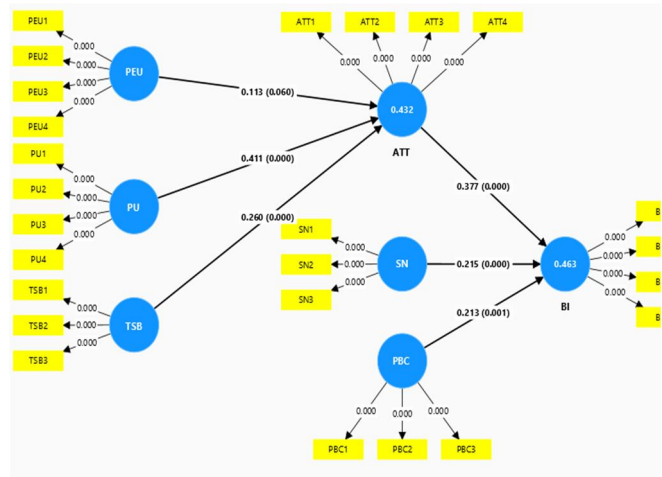 PEU1
PEU2
PEU3
PEU4
0.000
0.000
0.000
0.000
PEU
PU1
PU2
PU3
PU4
0.000
0.000
0.000
0.000
PU
TSB1
TSB2
TSB3
0.000
0.000
0.000
TSB
0.113 (0.060)
0.411 (0.000)
0.260 (0.000)
ATT1
ATT2
ATT3
ATT4
0.000
0.000
0.000
0.000
0.432
ATT
0.377 (0.000)
SN1
SN2
SN3
0.000
0.000
0.000
SN
0.215 (0.000)
0.213 (0.001)
PBC
0.000
0.000
0.000
PBC1
PBC2
PBC3
0.463
BI
0.000
0.000
0.000
0.000
B
B
B
B